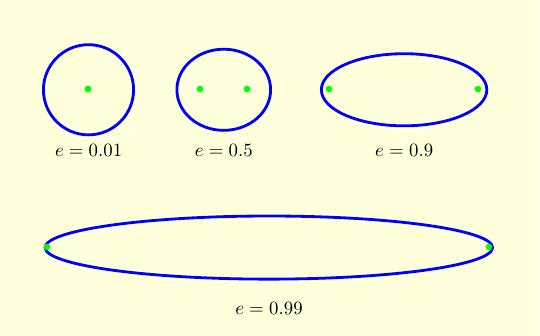 e = 0.01
e = 0.5
e = 0.9
e = 0.99